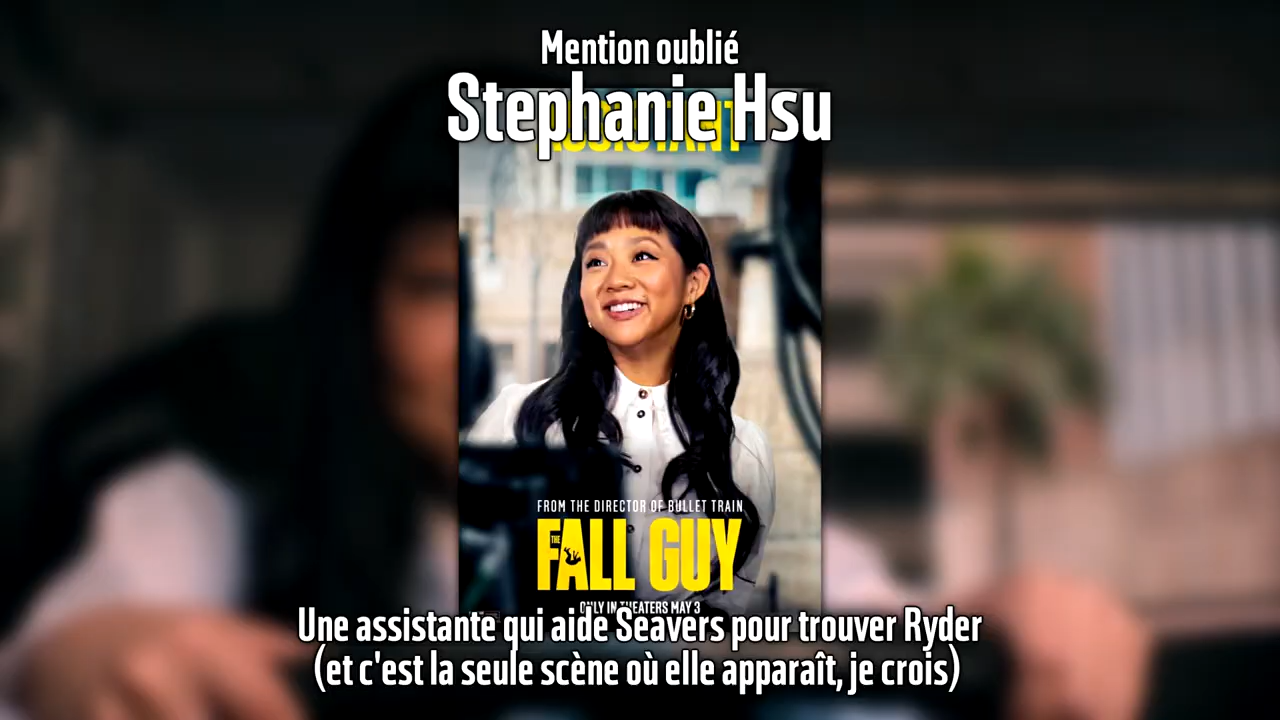 Mention oublié
Stephanie Hsu
ASSISTANT
FROM THE DIRECTOR OF BULLET TRAIN
THE FALL GUY
ONLY IN THEATERS MAY 3
Une assistante qui aide Seavers pour trouver Ryder
(et c'est la seule scène où elle apparaît, je crois)